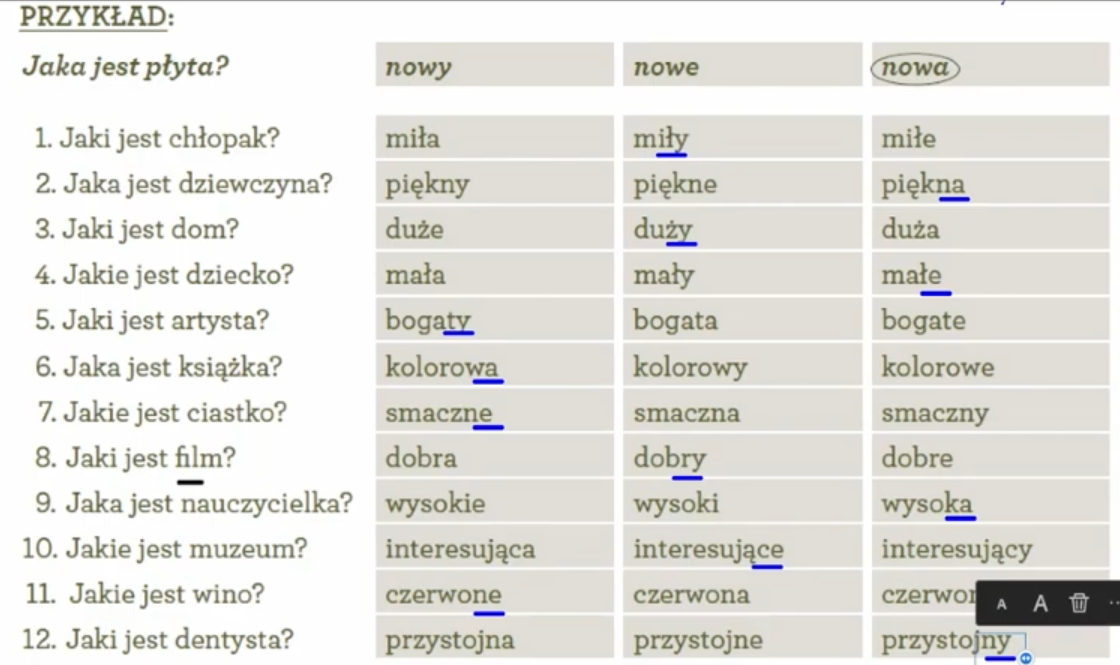 PRZYKŁAD:
Jaka jest płyta? nowy nowe nowa
1. Jaki jest chłopak? miła miły miłe
2. Jaka jest dziewczyna? piękny piękne piękna
3. Jaki jest dom? duże duży duża
4. Jakie jest dziecko? mała mały małe
5. Jaki jest artysta? bogaty bogata bogate
6. Jaka jest książka? kolorowa kolorowy kolorowe
7. Jakie jest ciastko? smaczne smaczna smaczny
8. Jaki jest film? dobra dobry dobre
9. Jaka jest nauczycielka? wysokie wysoki wysoka
10. Jakie jest muzeum? interesująca interesujące interesujący
11. Jakie jest wino? czerwone czerwona
A A
12. Jaki jest dentysta? przystojna przystojne przystojny